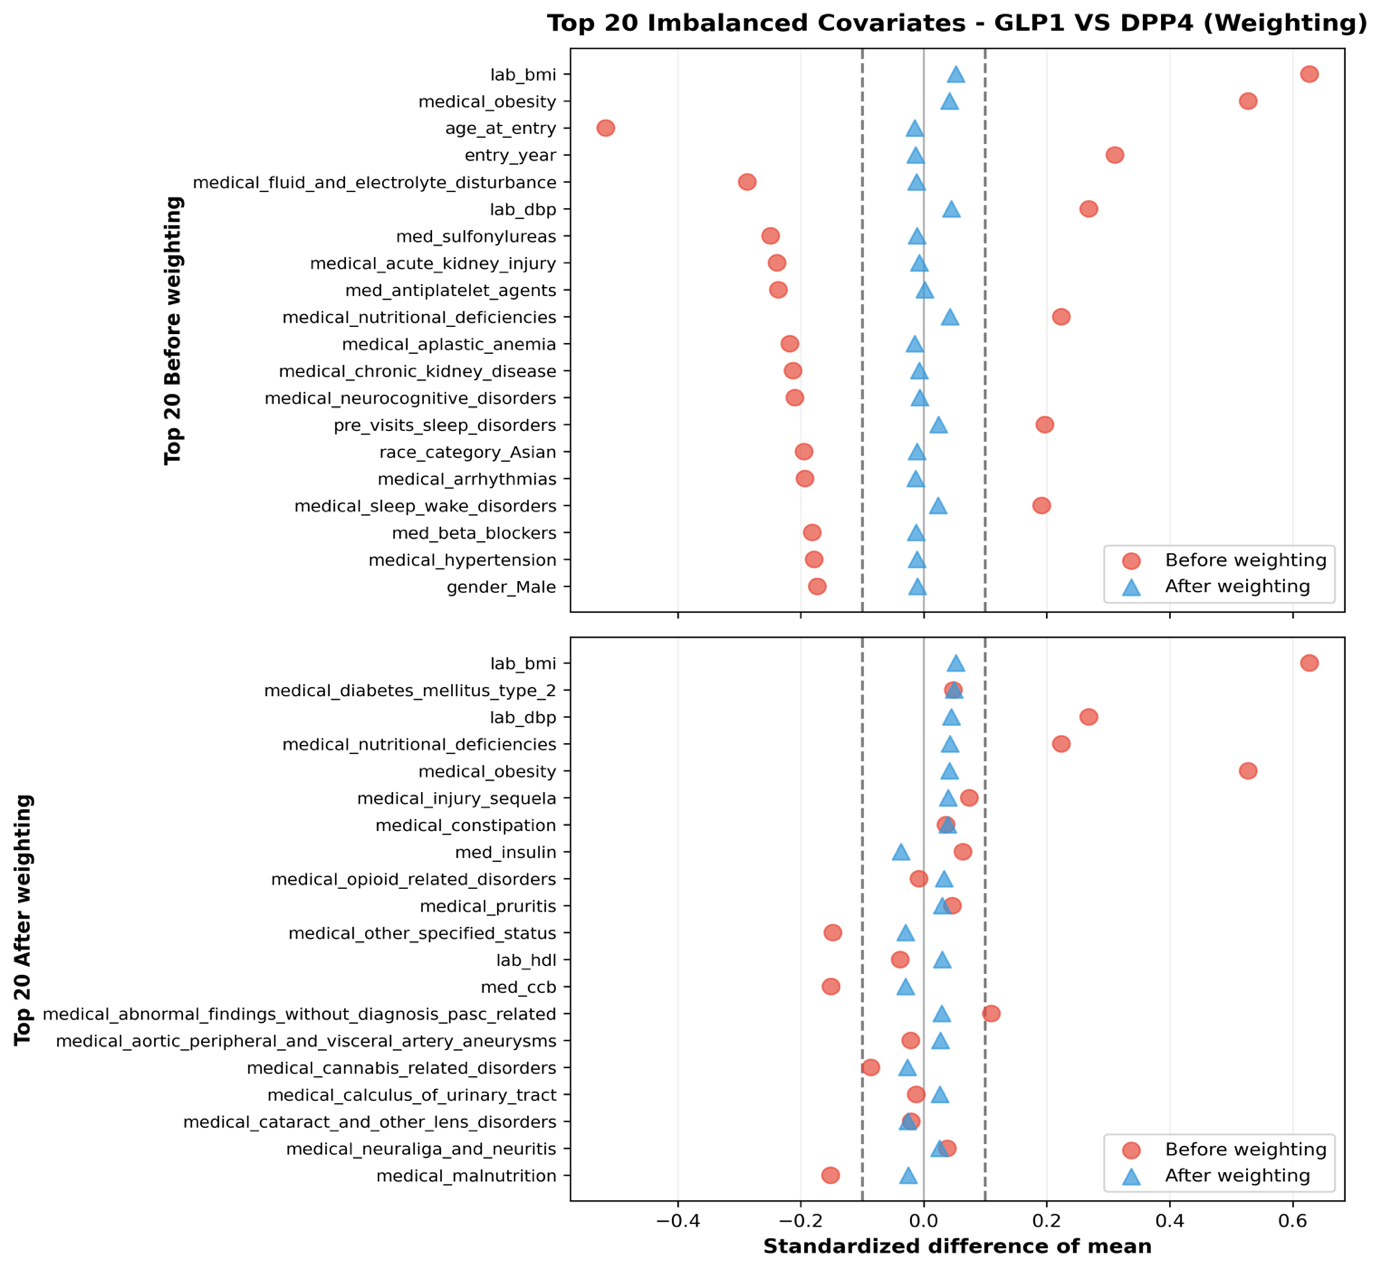 Top 20 Imbalanced Covariates - GLP1 VS DPP4 (Weighting)
Top 20 Before weighting
lab_bmi
medical_obesity
age_at_entry
entry_year
medical_fluid_and_electrolyte_disturbance
lab_dbp
med_sulfonylureas
medical_acute_kidney_injury
med_antiplatelet_agents
medical_nutritional_deficiencies
medical_aplastic_anemia
medical_chronic_kidney_disease
medical_neurocognitive_disorders
pre_visits_sleep_disorders
race_category_Asian
medical_arrhythmias
medical_sleep_wake_disorders
med_beta_blockers
medical_hypertension
gender_Male
Before weighting
After weighting
Top 20 After weighting
lab_bmi
medical_diabetes_mellitus_type_2
lab_dbp
medical_nutritional_deficiencies
medical_obesity
medical_injury_sequela
medical_constipation
med_insulin
medical_opioid_related_disorders
medical_pruritis
medical_other_specified_status
lab_hdl
med_ccb
medical_abnormal_findings_without_diagnosis_pasc_related
medical_aortic_peripheral_and_visceral_artery_aneurysms
medical_cannabis_related_disorders
medical_calculus_of_urinary_tract
medical_cataract_and_other_lens_disorders
medical_neuraliga_and_neuritis
medical_malnutrition
Before weighting
After weighting
−0.4 −0.2 0.0 0.2 0.4 0.6
Standardized difference of mean